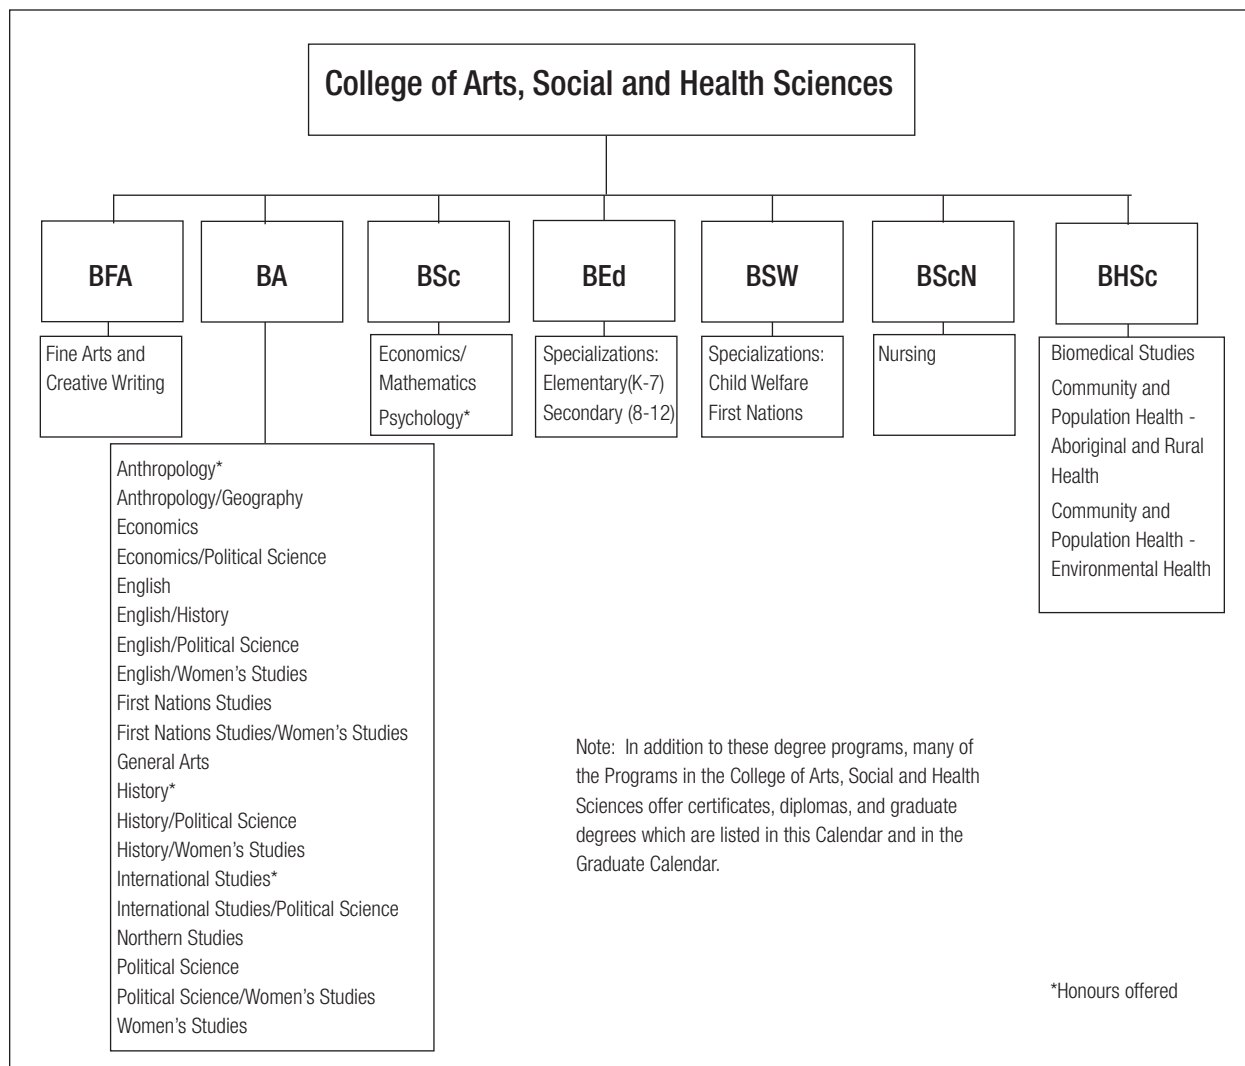 College of Arts, Social and Health Sciences
BFA
BA
BSc
BEd
BSW
BScN
BHSc
Fine Arts and
Creative Writing
Economics/
Mathematics
Psychology*
Specializations:
Elementary(K-7)
Secondary (8-12)
Specializations:
Child Welfare
First Nations
Nursing
Biomedical Studies
Community and
Population Health -
Aboriginal and Rural
Health
Community and
Population Health -
Environmental Health
Anthropology*
Anthropology/Geography
Economics
Economics/Political Science
English
English/History
English/Political Science
English/Women’s Studies
First Nations Studies
First Nations Studies/Women’s Studies
General Arts
History*
History/Political Science
History/Women’s Studies
International Studies*
International Studies/Political Science
Northern Studies
Political Science
Political Science/Women’s Studies
Women’s Studies
Note: In addition to these degree programs, many of
the Programs in the College of Arts, Social and Health
Sciences offer certificates, diplomas, and graduate
degrees which are listed in this Calendar and in the
Graduate Calendar.
*Honours offered